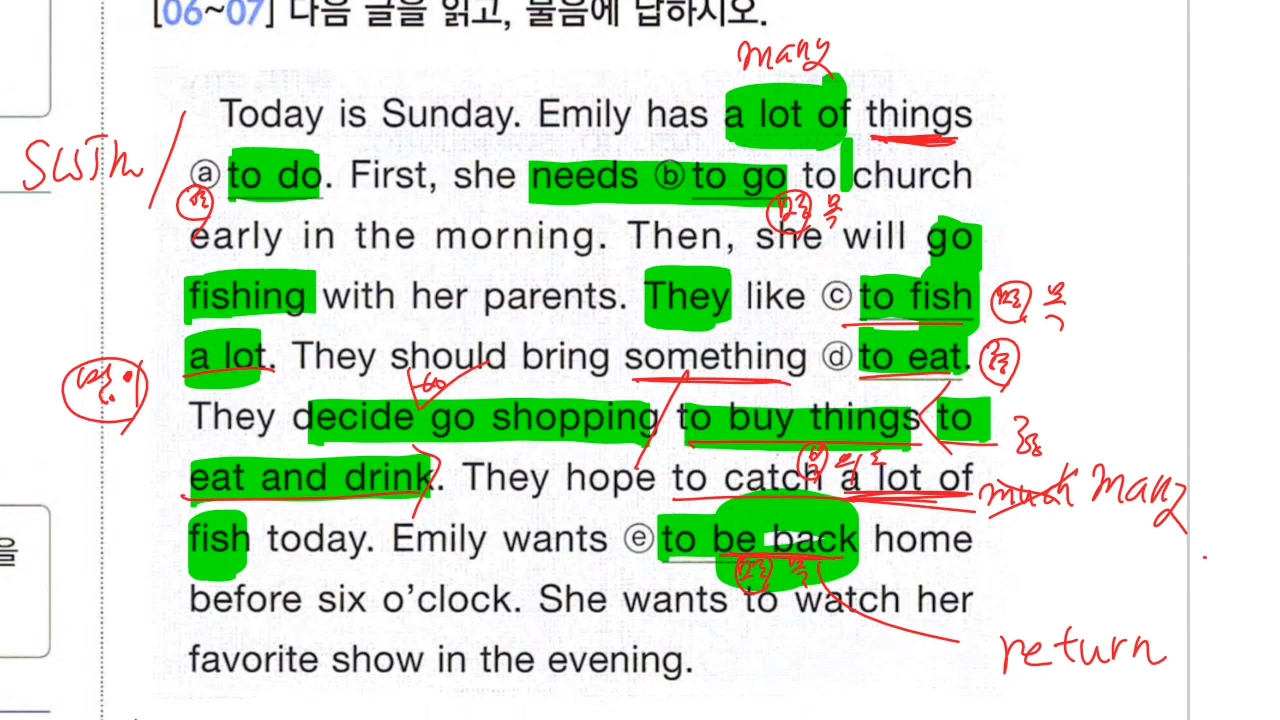 [06~07] 다음 글을 읽고, 물음에 답하시오.
many
Today is Sunday. Emily has a lot of things
ⓐ to do. First, she needs ⓑ to go to church
early in the morning. Then, she will go
fishing with her parents. They like ⓒ to fish
a lot. They should bring something ⓓ to eat.
They decide go shopping to buy things to
eat and drink. They hope to catch a lot of
much many
fish today. Emily wants ⓔ to be back home
before six o'clock. She wants to watch her
return
favorite show in the evening.
을